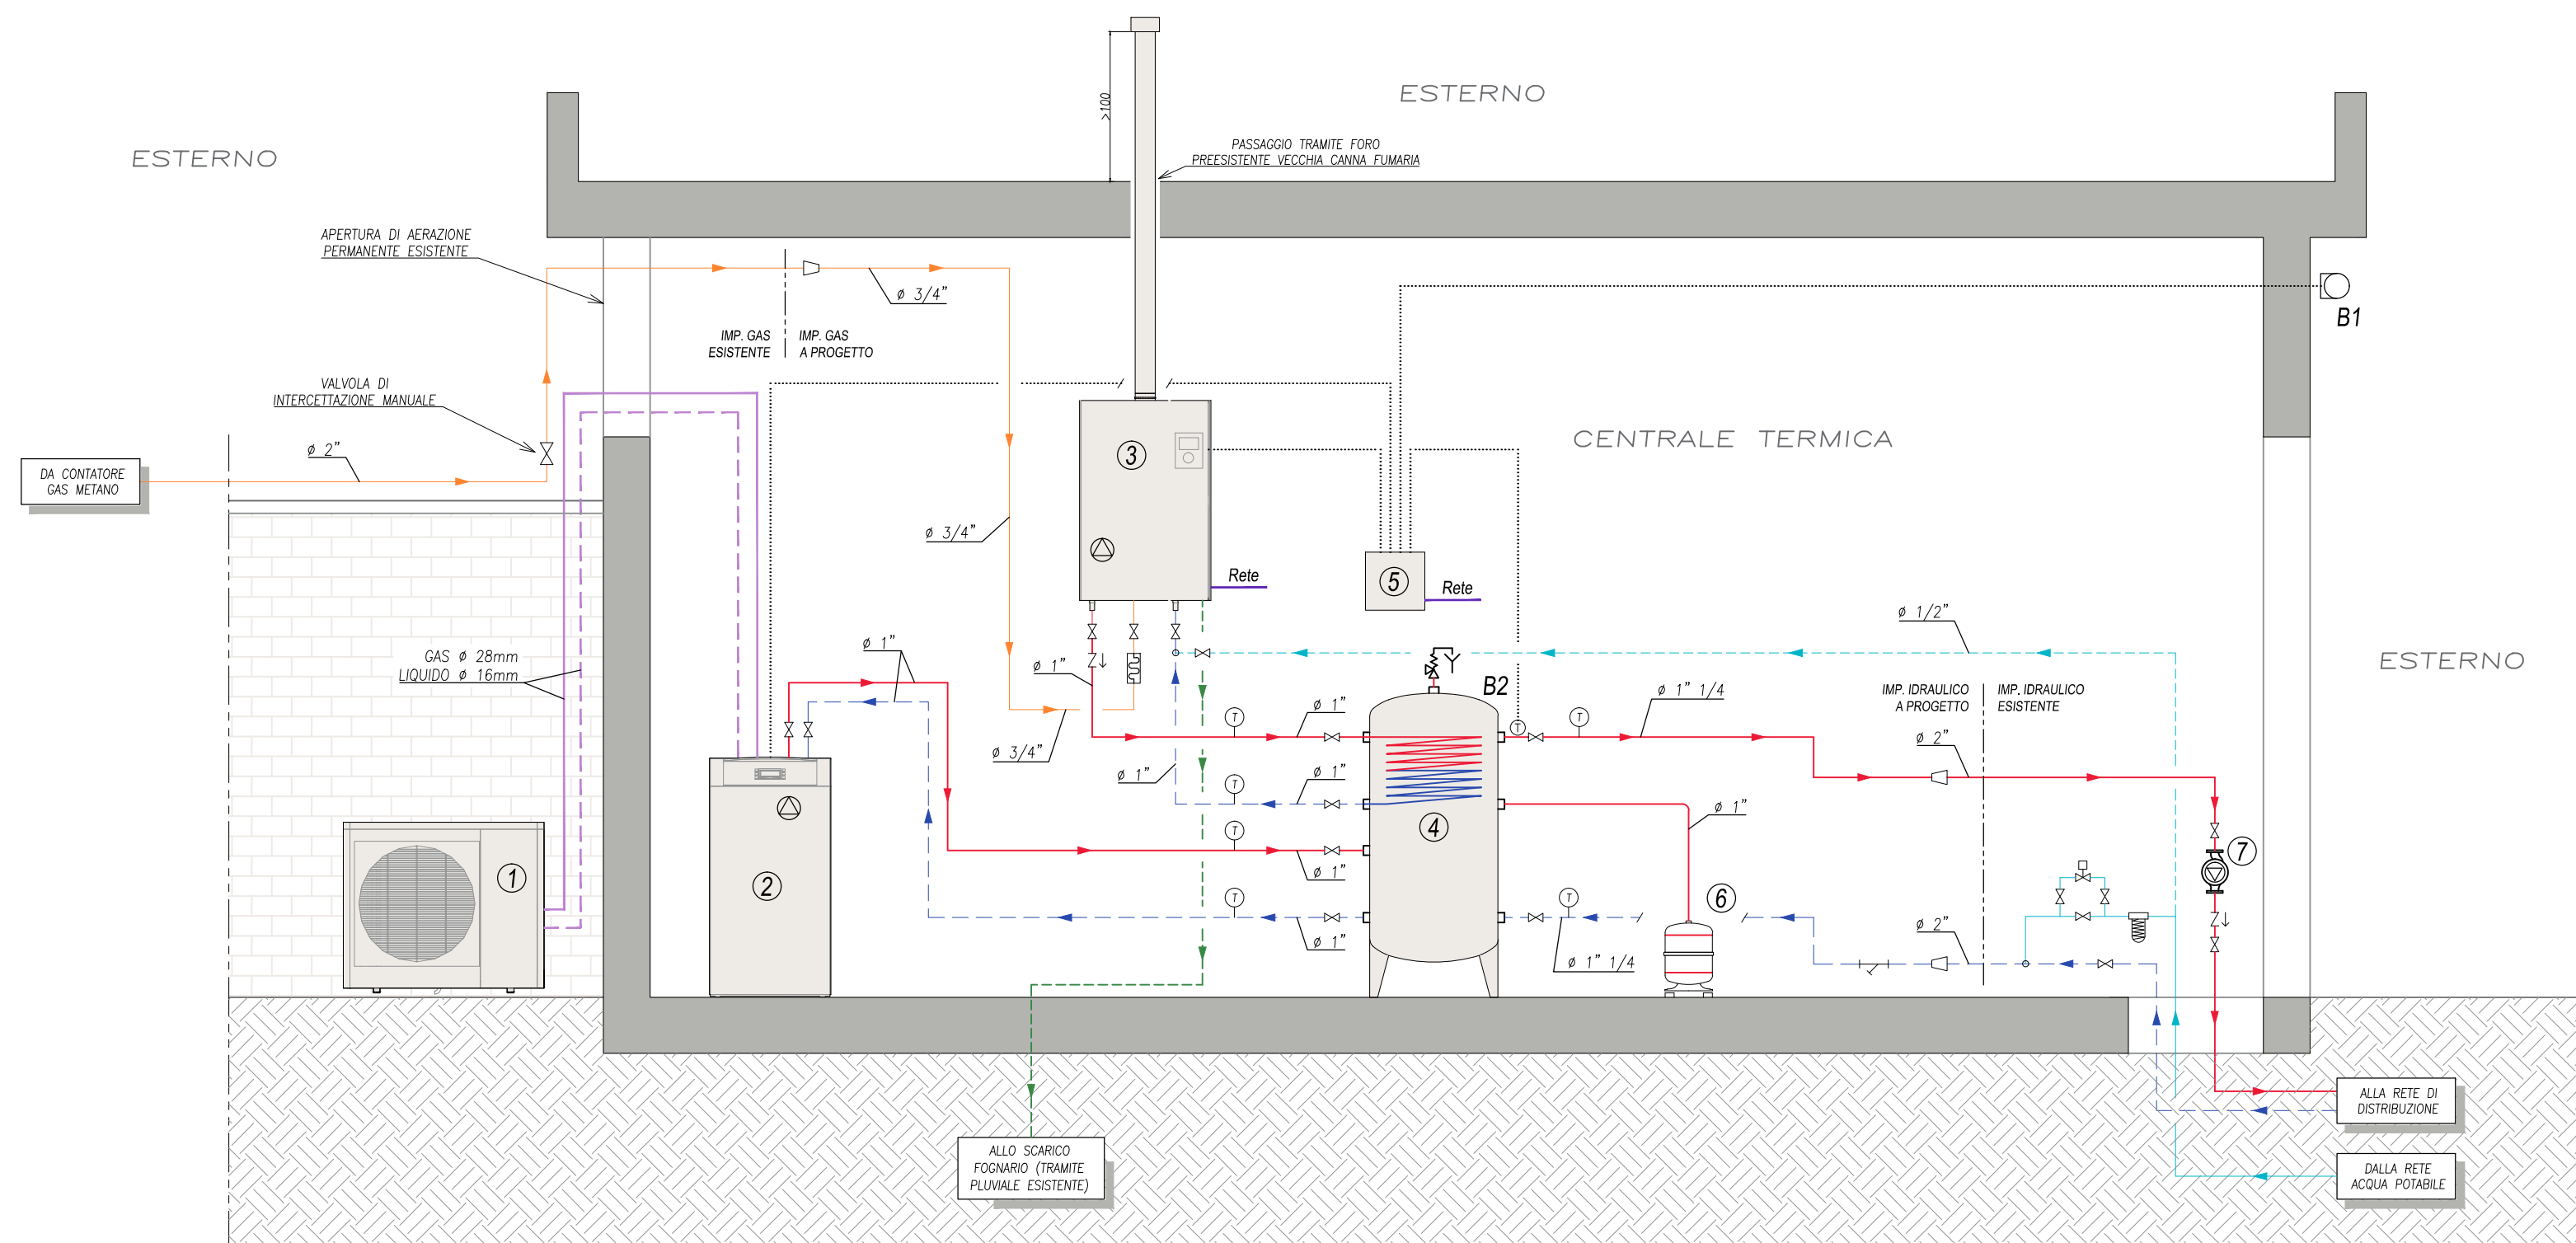 ESTERNO
ESTERNO
>100
PASSAGGIO TRAMITE FORO
PREESISTENTE VECCHIA CANNA FUMARIA
APERTURA DI AERAZIONE
PERMANENTE ESISTENTE
B1
ø 3/4”
IMP. GAS
ESISTENTE
IMP. GAS
A PROGETTO
VALVOLA DI
INTERCETTAZIONE MANUALE
CENTRALE TERMICA
ø 2”
DA CONTATORE
GAS METANO
3
ø 3/4”
5
Rete
Rete
ø 1/2”
GAS ø 28mm
LIQUIDO ø 16mm
ø 1”
ø 1”
ESTERNO
B2
ø 1”
ø 1” 1/4
IMP. IDRAULICO
A PROGETTO
IMP. IDRAULICO
ESISTENTE
T
T
T
ø 2”
ø 3/4”
ø 1”
ø 1”
T
ø 1”
4
T
7
ø 1”
1
2
T
T
6
ø 2”
ø 1”
ø 1” 1/4
ALLA RETE DI
DISTRIBUZIONE
ALLO SCARICO
FOGNARIO (TRAMITE
PLUVIALE ESISTENTE)
DALLA RETE
ACQUA POTABILE